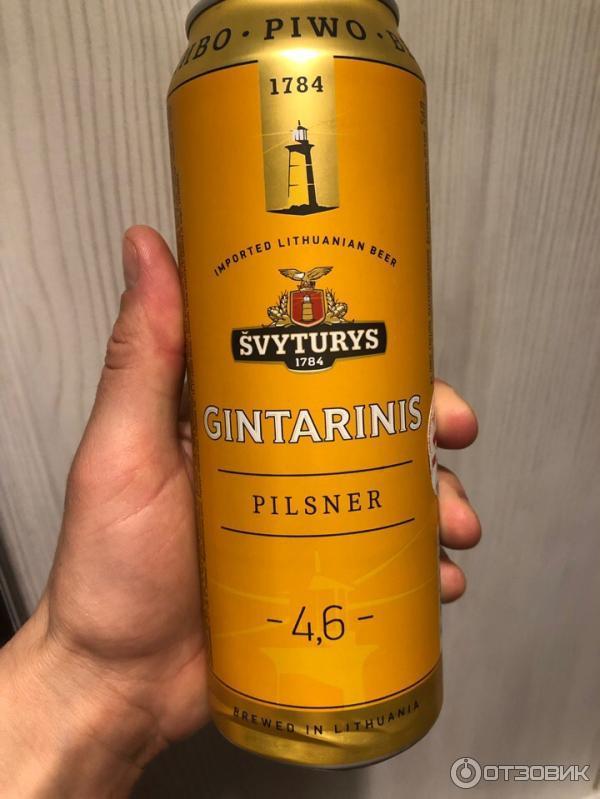 PIWO
1784
IMPORTED LITHUANIAN BEER
ŠVYTURYS
1784
GINTARINIS
PILSNER
- 4,6 -
BREWED IN LITHUANIA
ОТЗОВИК